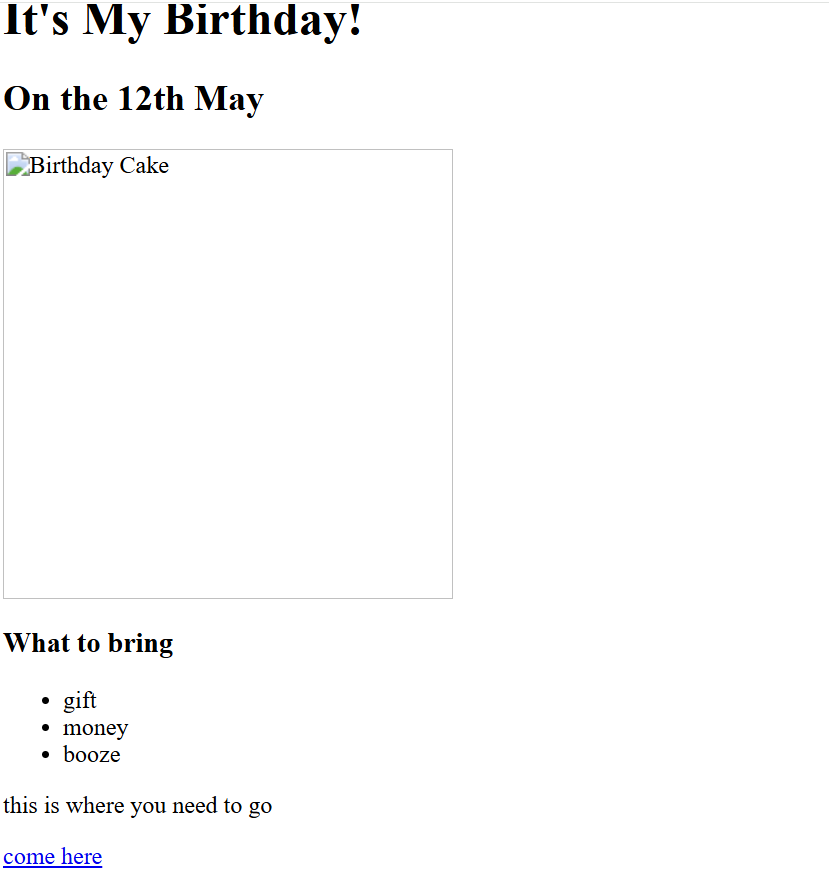 It's My Birthday!
On the 12th May
Birthday Cake
What to bring
gift
money
booze
this is where you need to go
come here